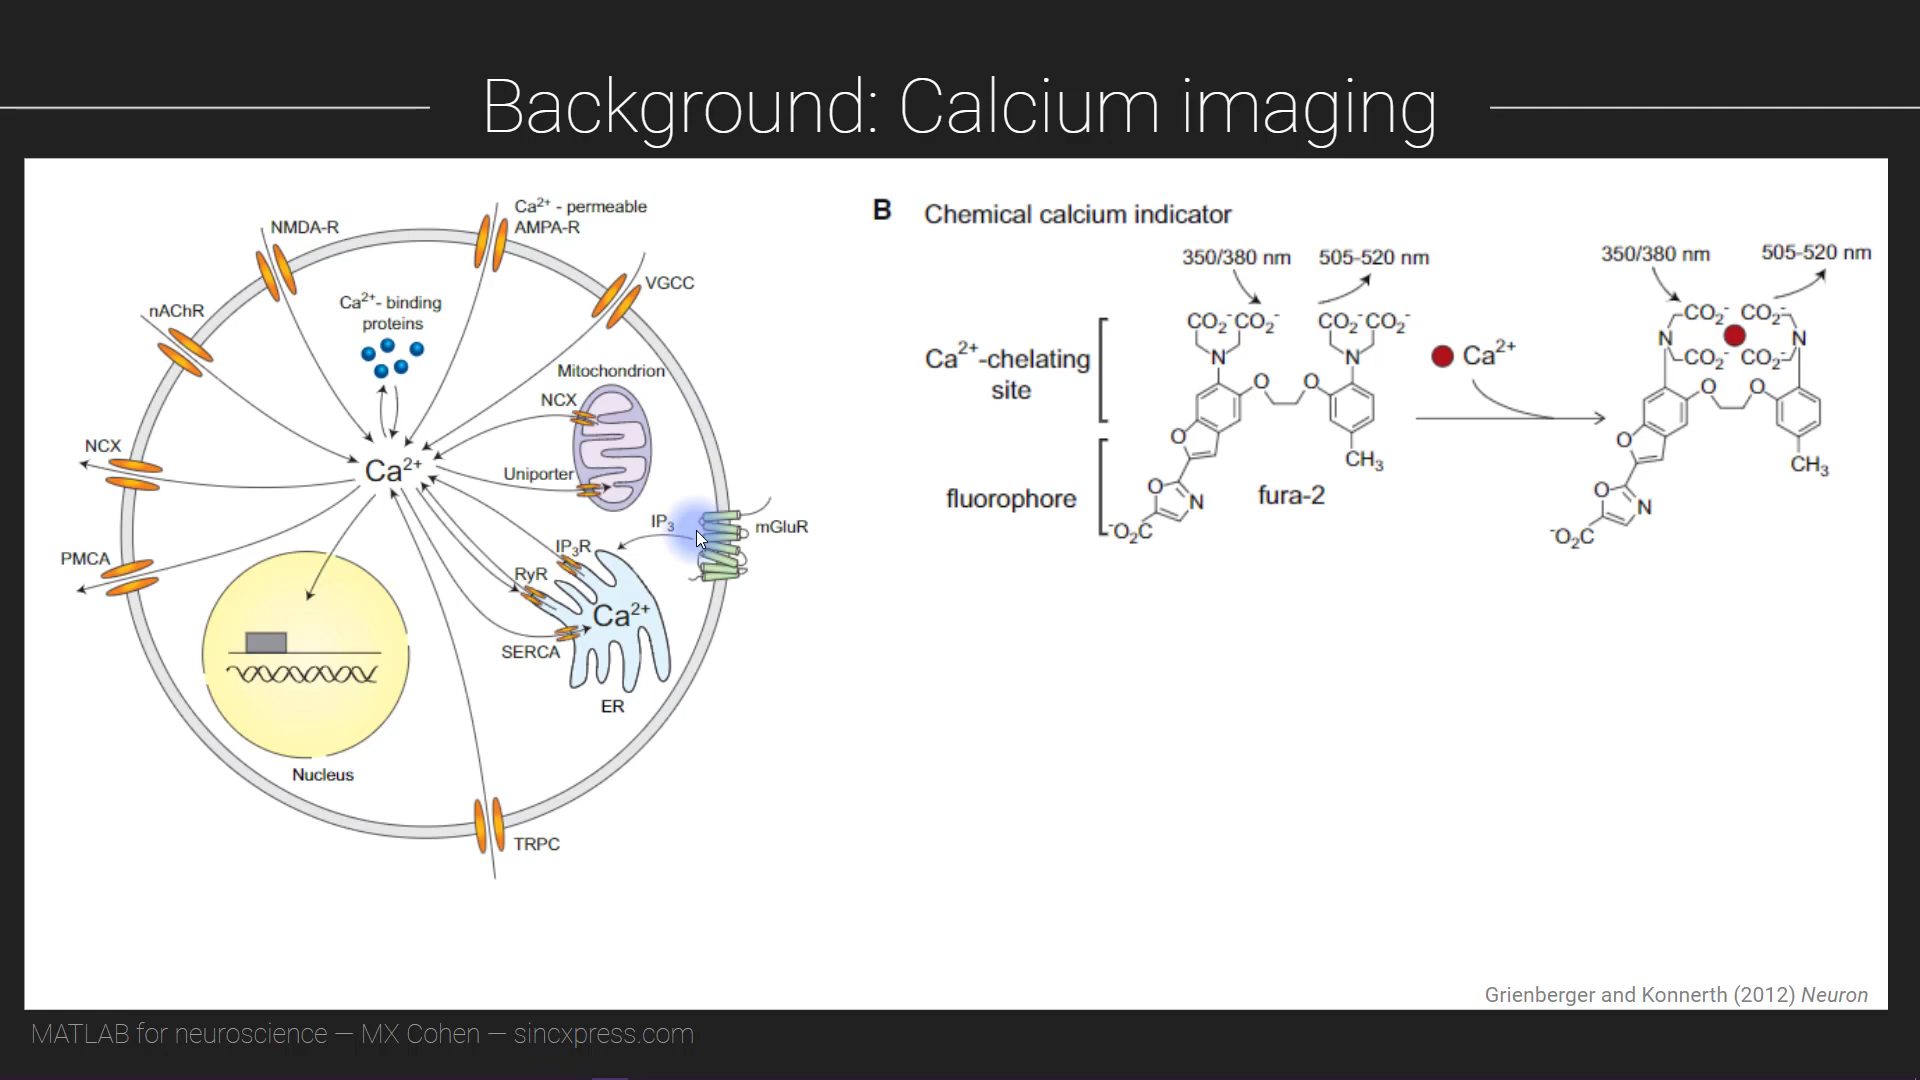 Background: Calcium imaging
Ca²⁺ - permeable
AMPA-R
NMDA-R
VGCC
nAChR
Ca²⁺- binding
proteins
Mitochondrion
NCX
NCX
Ca²⁺
Uniporter
IP₃
mGluR
IP₃R
PMCA
RyR
Ca²⁺
SERCA
ER
Nucleus
TRPC
B Chemical calcium indicator
350/380 nm 505-520 nm
CO₂⁻CO₂⁻ CO₂⁻CO₂⁻
N N
Ca²⁺-chelating
site
O O
O
CH₃
fluorophore
O N
fura-2
⁻O₂C
Ca²⁺
350/380 nm 505-520 nm
CO₂⁻ CO₂⁻
N N
CO₂⁻ CO₂⁻
O O
O
CH₃
O N
⁻O₂C
Grienberger and Konnerth (2012) Neuron
MATLAB for neuroscience — MX Cohen — sincxpress.com